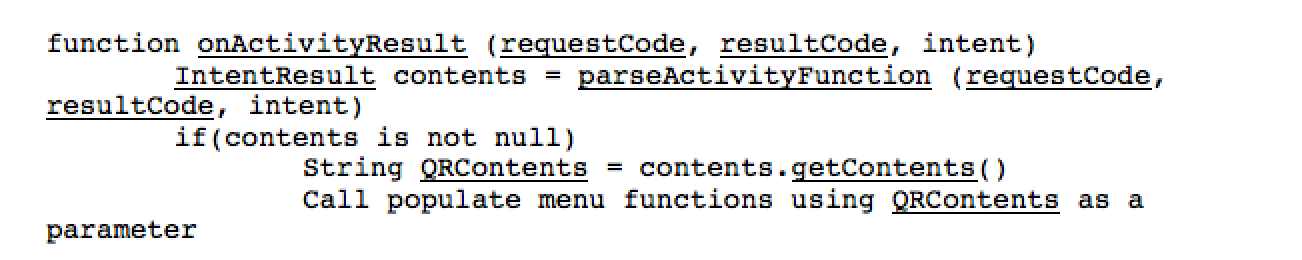 function onActivityResult (requestCode, resultCode, intent)
IntentResult contents = parseActivityFunction (requestCode,
resultCode, intent)
if(contents is not null)
String QRContents = contents.getContents()
Call populate menu functions using QRContents as a
parameter